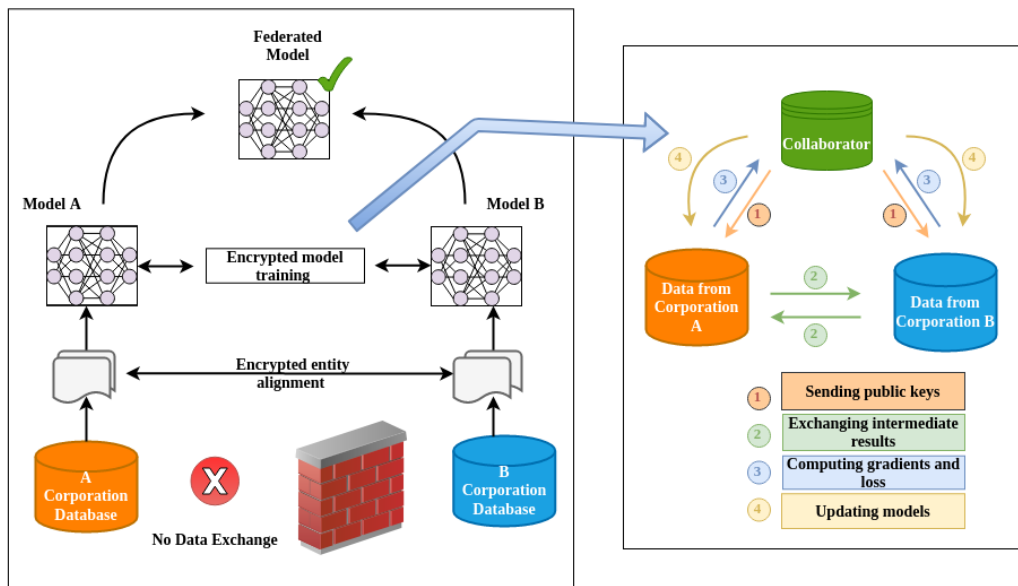 Federated
Model
Model A
Model B
Encrypted model
training
Encrypted entity
alignment
A
Corporation
Database
X
No Data Exchange
B
Corporation
Database
Collaborator
4
4
3
3
1
1
Data from
Corporation
A
2
2
Data from
Corporation B
1
Sending public keys
2
Exchanging intermediate
results
3
Computing gradients and
loss
4
Updating models